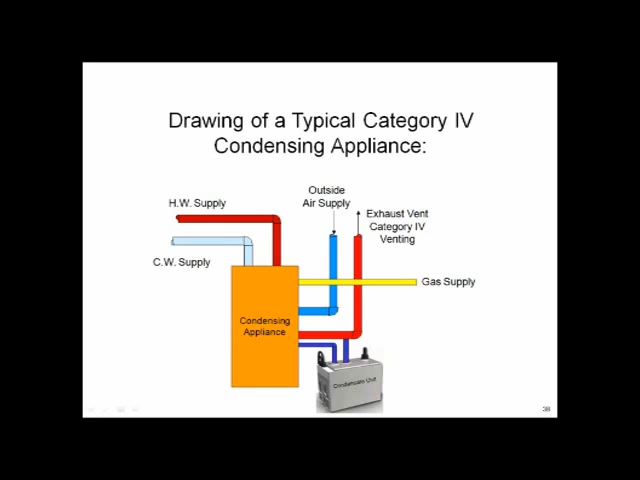 Drawing of a Typical Category IV
Condensing Appliance:
H.W. Supply
Outside
Air Supply
Exhaust Vent
Category IV
Venting
C.W. Supply
Gas Supply
Condensing
Appliance
Condensate Unit
38